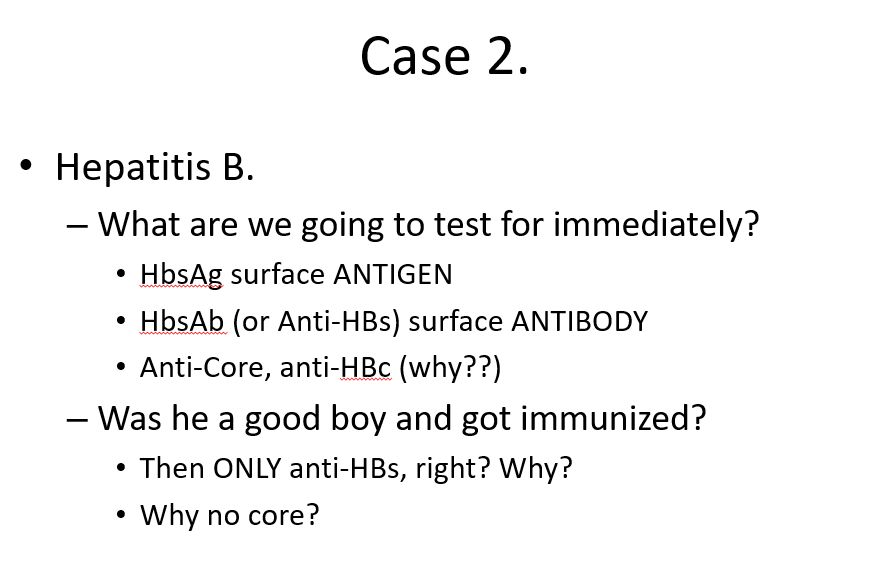 Case 2.
• Hepatitis B.
– What are we going to test for immediately?
• HbsAg surface ANTIGEN
• HbsAb (or Anti-HBs) surface ANTIBODY
• Anti-Core, anti-HBc (why??)
– Was he a good boy and got immunized?
• Then ONLY anti-HBs, right? Why?
• Why no core?